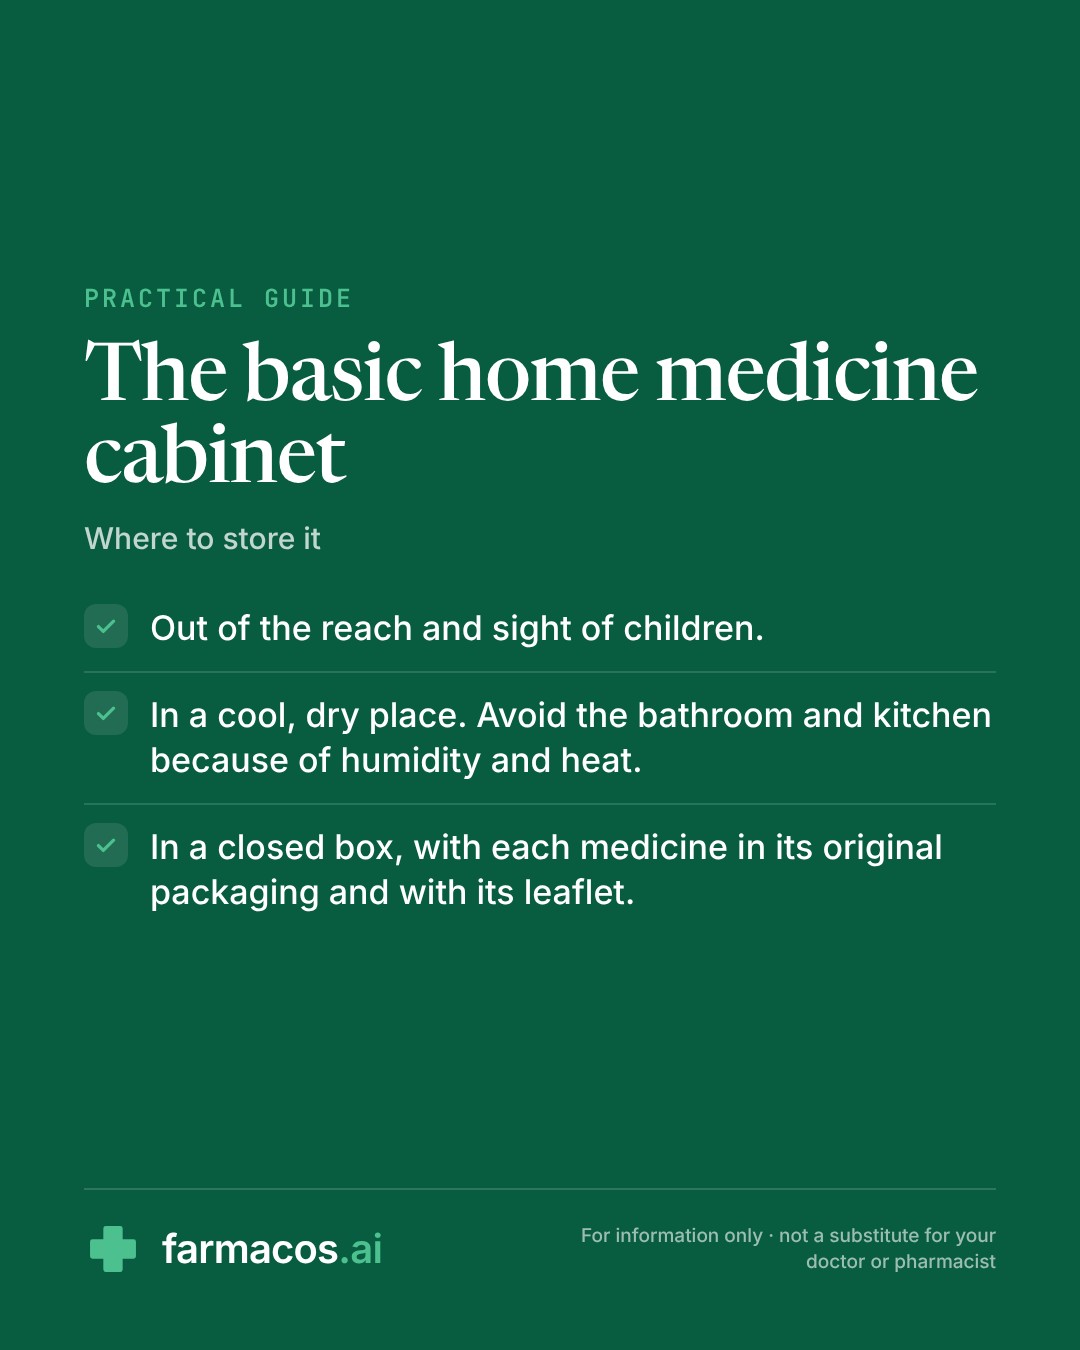 PRACTICAL GUIDE
The basic home medicine
cabinet
Where to store it
Out of the reach and sight of children.
In a cool, dry place. Avoid the bathroom and kitchen
because of humidity and heat.
In a closed box, with each medicine in its original
packaging and with its leaflet.
farmacos.ai
For information only · not a substitute for your
doctor or pharmacist